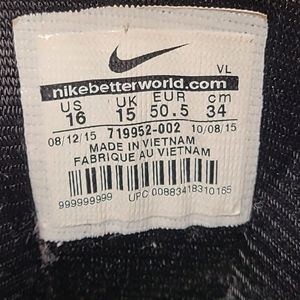 VL
nikebetterworld.com
US UK EUR cm
16 15 50.5 34
08/12/15 719952-002 10/08/15
MADE IN VIETNAM
FABRIQUE AU VIETNAM
999999999 UPC 00883418310165